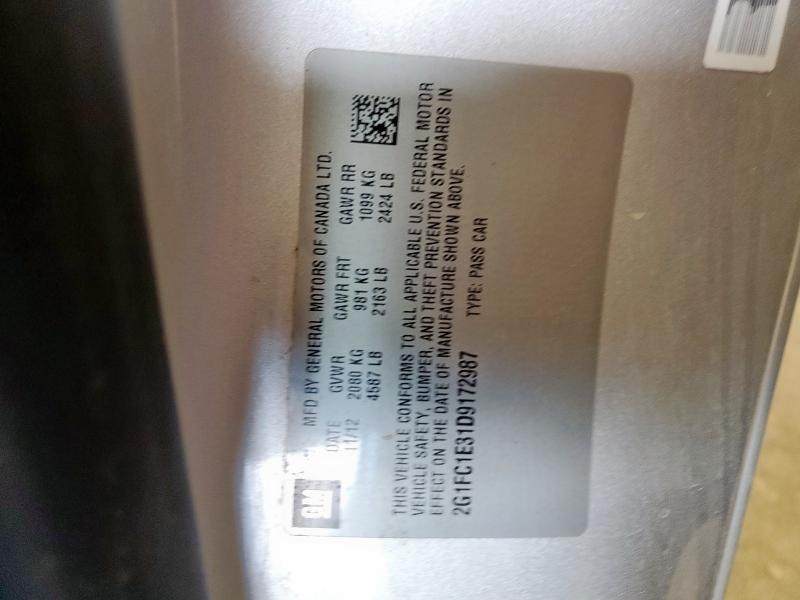 GM
MFD BY GENERAL MOTORS OF CANADA LTD.
DATE GVWR GAWR FRT GAWR RR
11/12 2080 KG 981 KG 1099 KG
4587 LB 2163 LB 2424 LB
THIS VEHICLE CONFORMS TO ALL APPLICABLE U.S. FEDERAL MOTOR
VEHICLE SAFETY, BUMPER, AND THEFT PREVENTION STANDARDS IN
EFFECT ON THE DATE OF MANUFACTURE SHOWN ABOVE.
2G1FC1E31D9172987 TYPE: PASS CAR